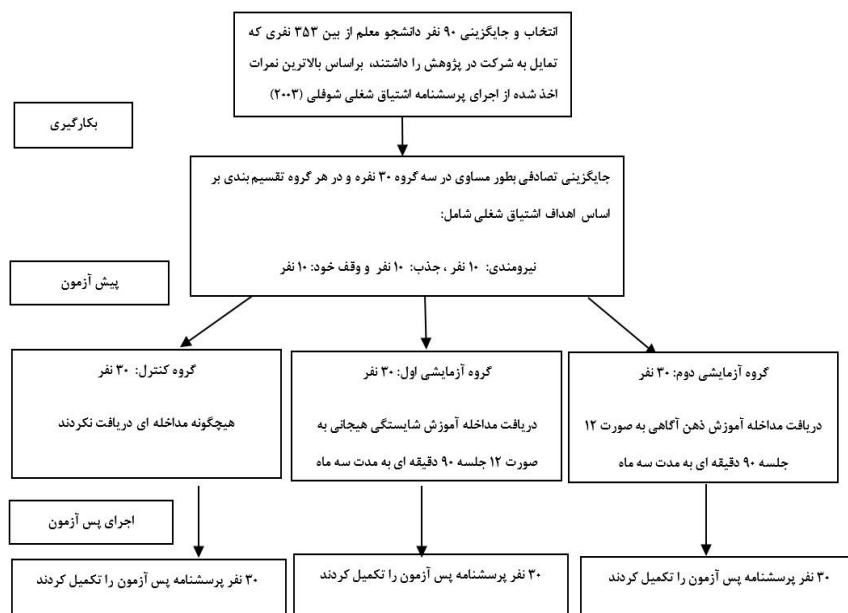 انتخاب و جایگزینی ۹۰ نفر دانشجو معلم از بین ۳۵۳ نفری که
تمایل به شرکت در پژوهش را داشتند، براساس بالاترین نمرات
اخذ شده از اجرای پرسشنامه اشتیاق شغلی شوفلی (۲۰۰۳)
بکارگیری
جایگزینی تصادفی بطور مساوی در سه گروه ۳۰ نفره و در هر گروه تقسیم بندی بر
اساس اهداف اشتیاق شغلی شامل:
نیرومندی: ۱۰ نفر ، جذب: ۱۰ نفر و وقف خود: ۱۰ نفر
پیش آزمون
گروه آزمایشی دوم: ۳۰ نفر
دریافت مداخله آموزش ذهن آگاهی به صورت ۱۲
جلسه ۹۰ دقیقه ای به مدت سه ماه
گروه آزمایشی اول: ۳۰ نفر
دریافت مداخله آموزش شایستگی هیجانی به
صورت ۱۲ جلسه ۹۰ دقیقه ای به مدت سه ماه
گروه کنترل: ۳۰ نفر
هیچگونه مداخله ای دریافت نکردند
اجرای پس آزمون
۳۰ نفر پرسشنامه پس آزمون را تکمیل کردند
۳۰ نفر پرسشنامه پس آزمون را تکمیل کردند
۳۰ نفر پرسشنامه پس آزمون را تکمیل کردند